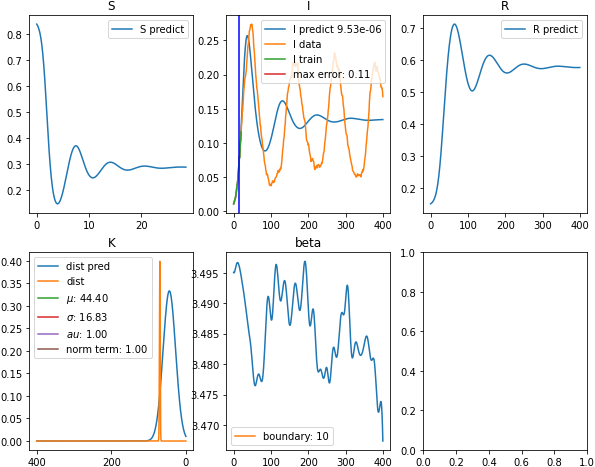 S
S predict
0.8
0.7
0.6
0.5
0.4
0.3
0.2
0 10 20
I
I predict 9.53e-06
I data
I train
max error: 0.11
0.25
0.20
0.15
0.10
0.05
0.00
0 100 200 300 400
R
R predict
0.7
0.6
0.5
0.4
0.3
0.2
0 100 200 300 400
K
dist pred
dist
μ: 44.40
σ: 16.83
au: 1.00
norm term: 1.00
0.40
0.35
0.30
0.25
0.20
0.15
0.10
0.05
0.00
400 200 0
beta
3.495
3.490
3.485
3.480
3.475
3.470
boundary: 10
0 100 200 300 400
1.0
0.8
0.6
0.4
0.2
0.0
0.0 0.2 0.4 0.6 0.8 1.0